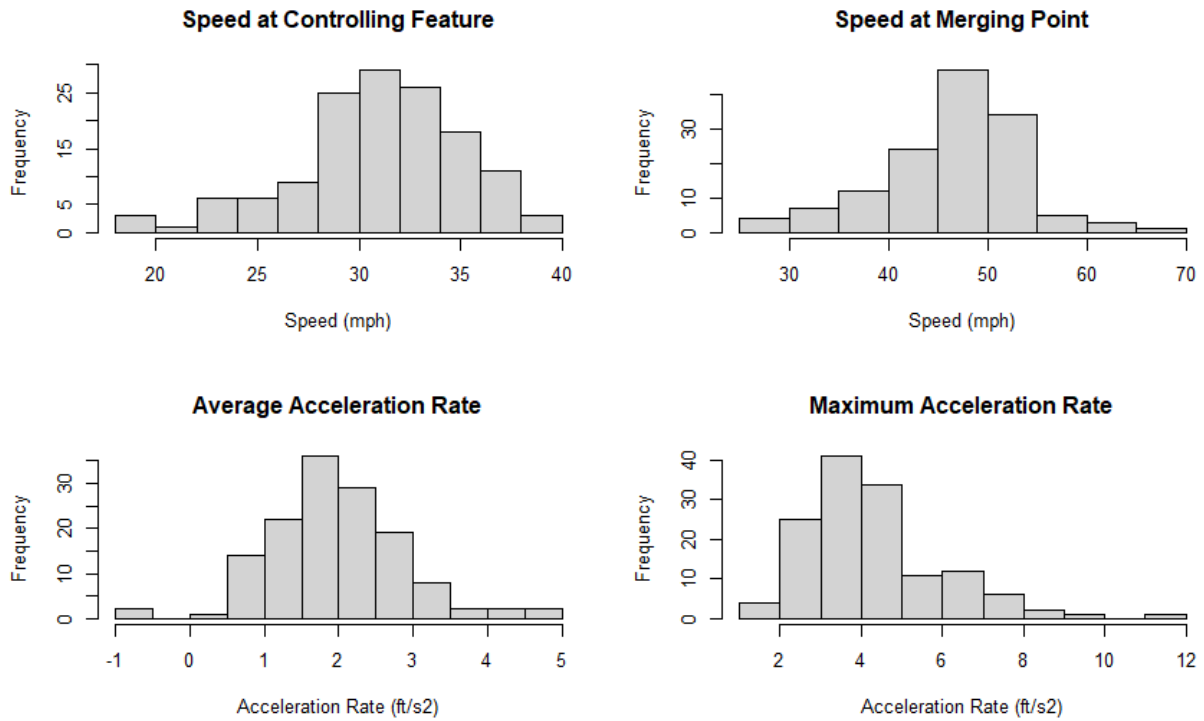 Speed at Controlling Feature
Frequency
5 15 25
20 25 30 35 40
Speed (mph)
Speed at Merging Point
Frequency
0 10 30
30 40 50 60 70
Speed (mph)
Average Acceleration Rate
Frequency
0 10 20 30
-1 0 1 2 3 4 5
Acceleration Rate (ft/s2)
Maximum Acceleration Rate
Frequency
0 10 20 30 40
2 4 6 8 10 12
Acceleration Rate (ft/s2)